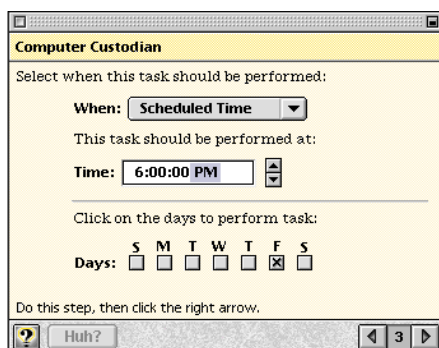 Computer Custodian
Select when this task should be performed:
When: Scheduled Time
This task should be performed at:
Time: 6:00:00 PM
Click on the days to perform task:
S M T W T F S
Days:
Do this step, then click the right arrow.
? Huh? 3